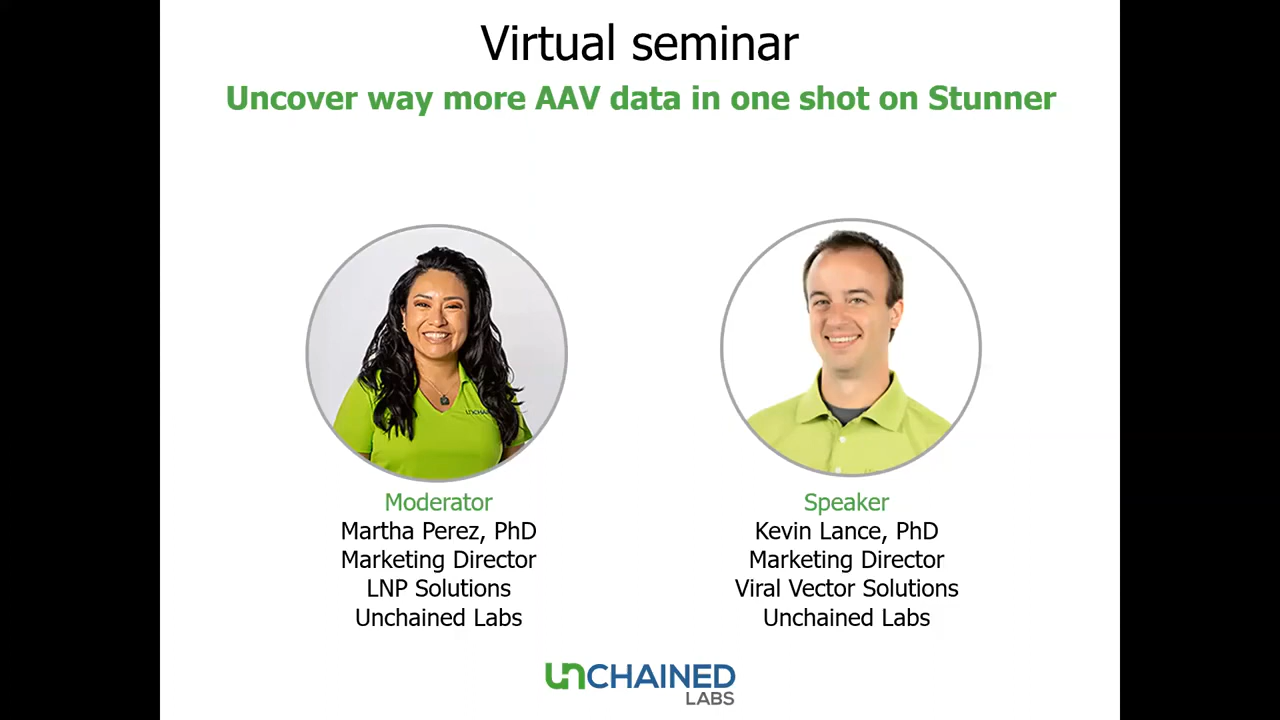 Virtual seminar
Uncover way more AAV data in one shot on Stunner
Moderator
Martha Perez, PhD
Marketing Director
LNP Solutions
Unchained Labs
Speaker
Kevin Lance, PhD
Marketing Director
Viral Vector Solutions
Unchained Labs
UNCHAINED
LABS